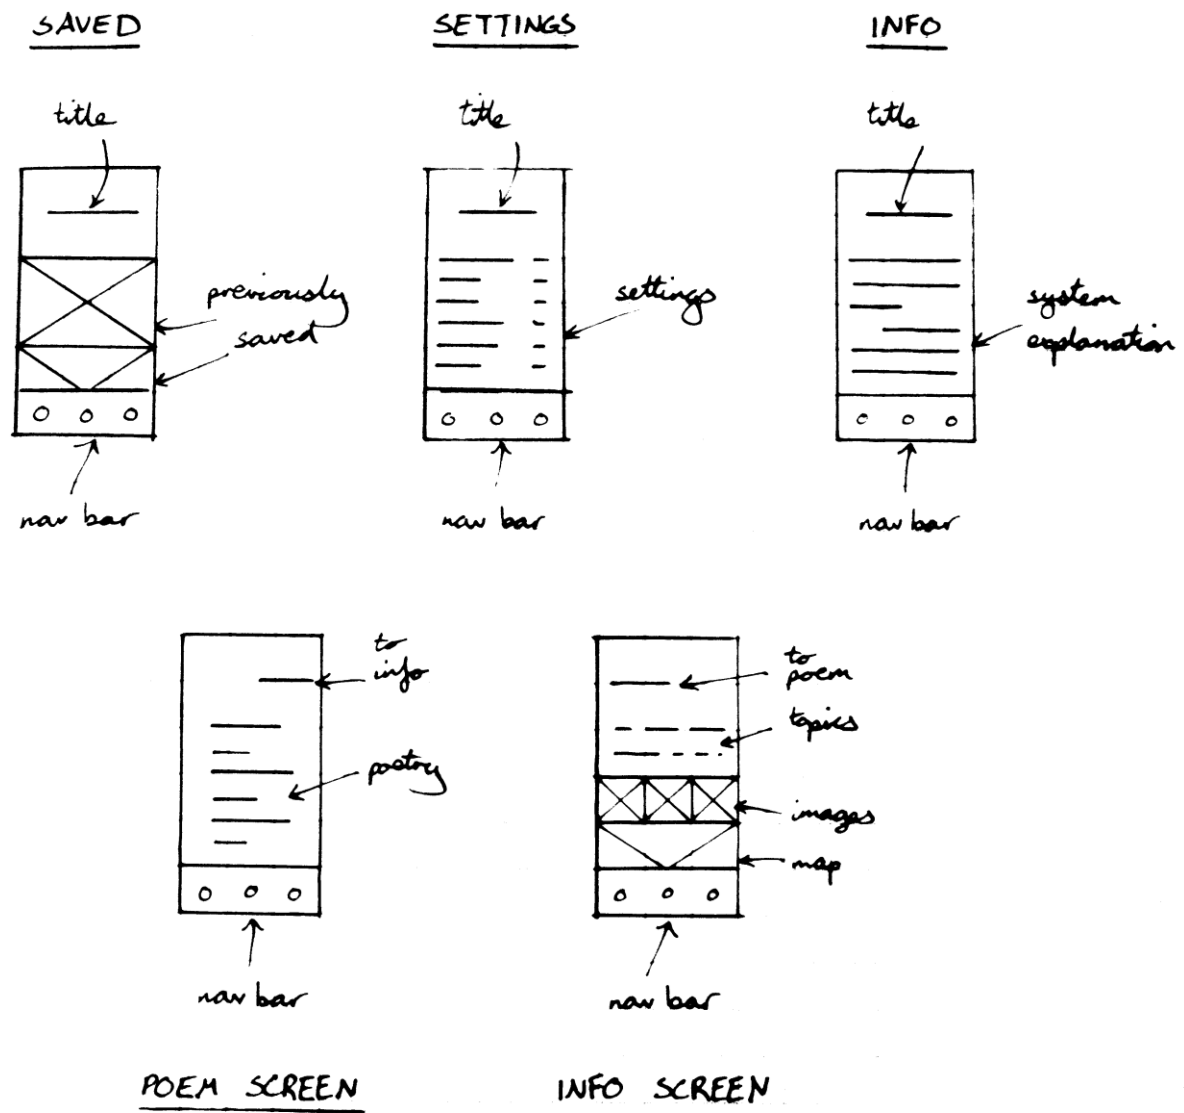 SAVED
SETTINGS
INFO
title
title
title
previously
saved
settings
system
explanation
nav bar
nav bar
nav bar
to
info
poetry
to
poem
topics
images
map
nav bar
nav bar
POEM SCREEN
INFO SCREEN